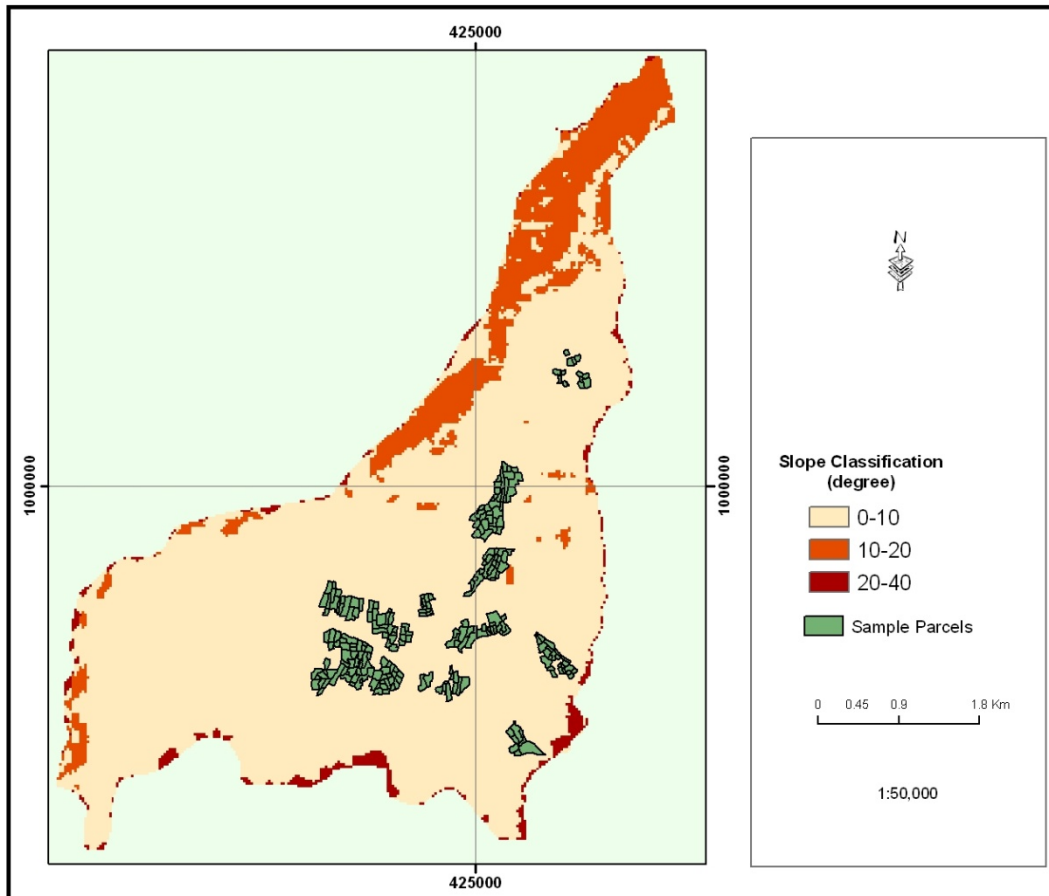 425000
1000000
1000000
N
Slope Classification
(degree)
0-10
10-20
20-40
Sample Parcels
0 0.45 0.9 1.8 Km
1:50,000
425000